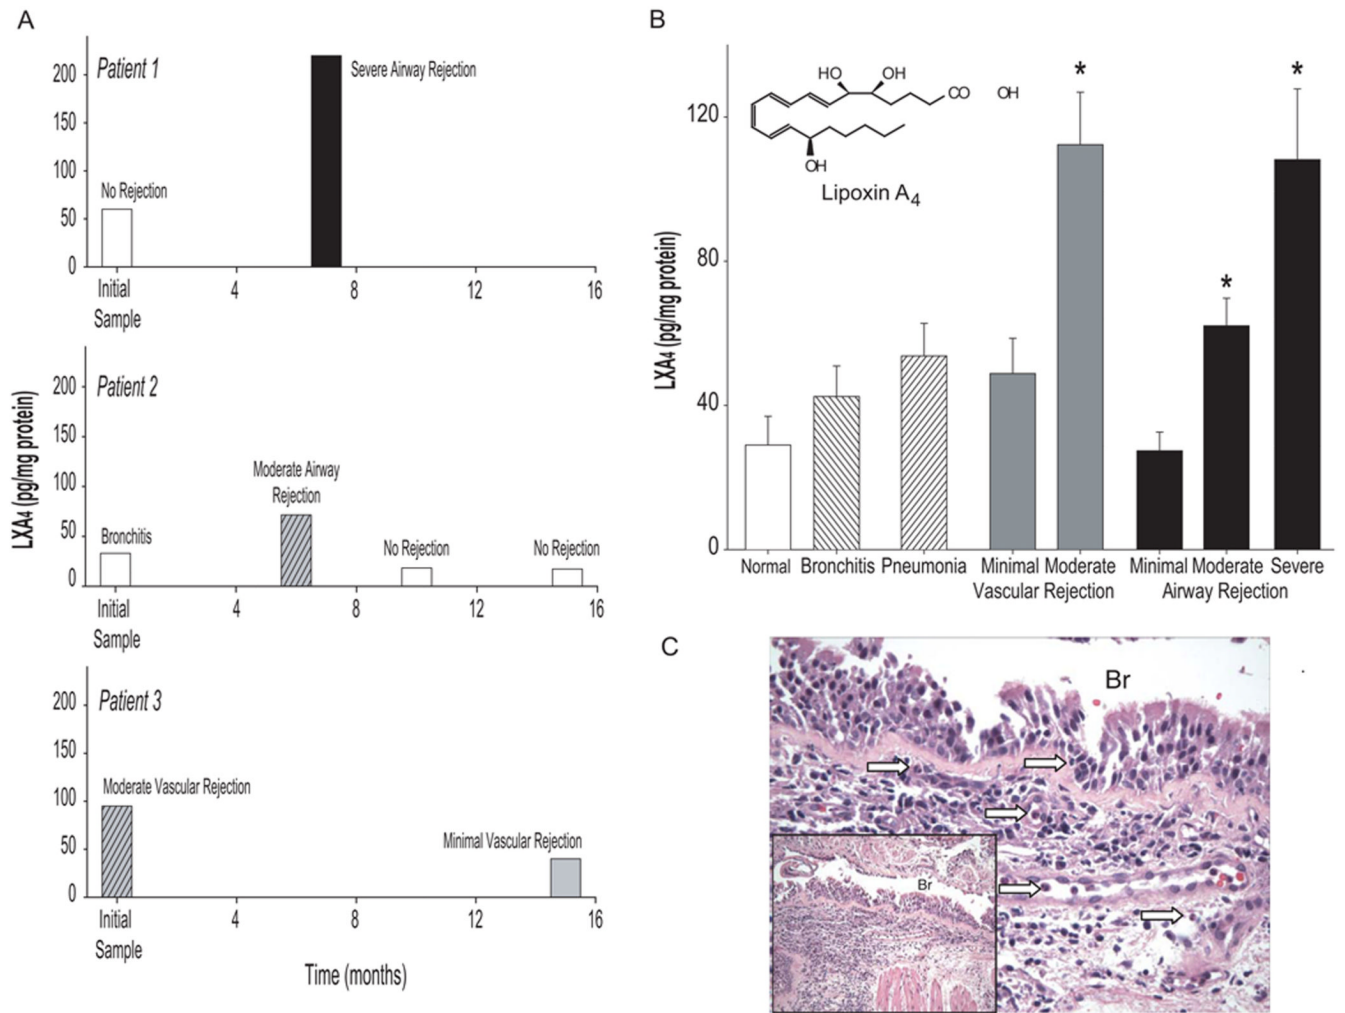 A
Patient 1
Severe Airway Rejection
No Rejection
200
150
100
50
0
Initial
Sample
4
8
12
16
Patient 2
Moderate Airway
Rejection
Bronchitis
No Rejection
No Rejection
200
150
100
50
0
Initial
Sample
4
8
12
16
LXA4 (pg/mg protein)
Patient 3
Moderate Vascular Rejection
Minimal Vascular Rejection
200
150
100
50
0
Initial
Sample
4
8
12
16
Time (months)
B
HO
OH
CO
OH
OH
Lipoxin A4
*
*
*
LXA4 (pg/mg protein)
120
80
40
0
Normal Bronchitis Pneumonia Minimal Moderate Minimal Moderate Severe
Vascular Rejection Airway Rejection
C
Br
Br